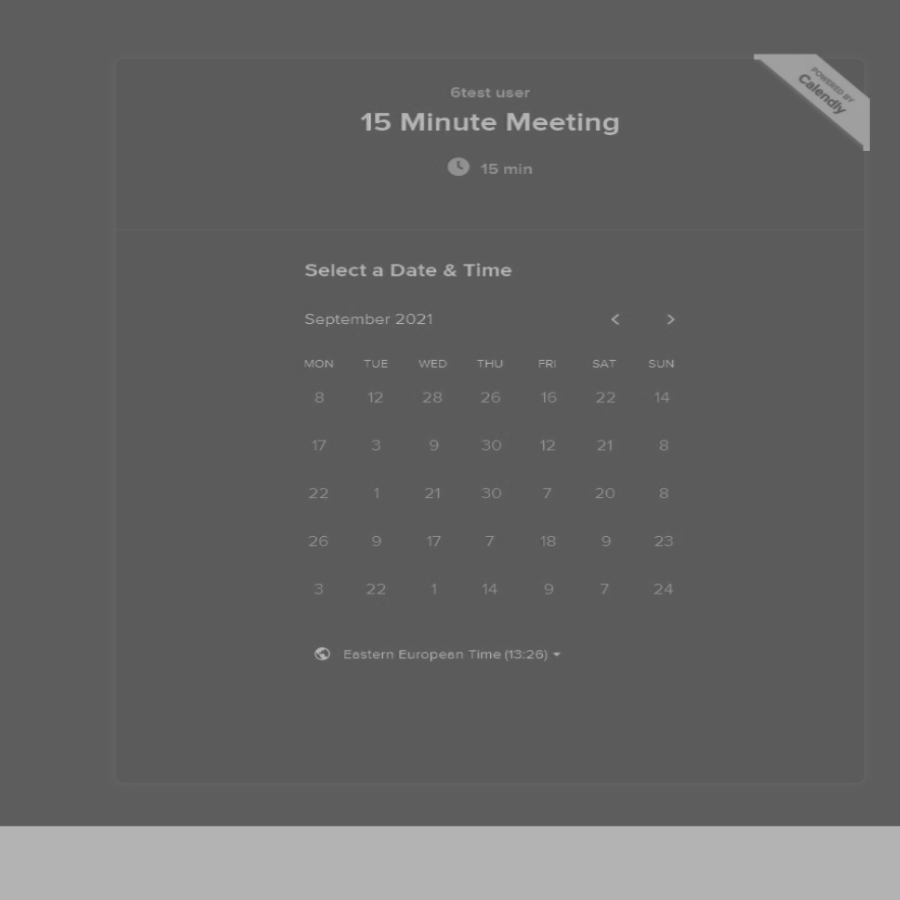 POWERED BY
Calendly
6test user
15 Minute Meeting
15 min
Select a Date & Time
September 2021 < >
MON TUE WED THU FRI SAT SUN
8 12 28 26 16 22 14
17 3 9 30 12 21 8
22 1 21 30 7 20 8
26 9 17 7 18 9 23
3 22 1 14 9 7 24
Eastern European Time (13:26)